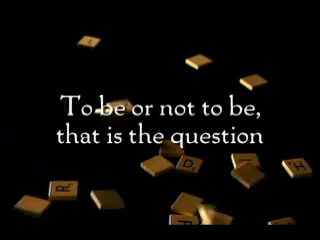 To be or not to be,
that is the question
R
D
H